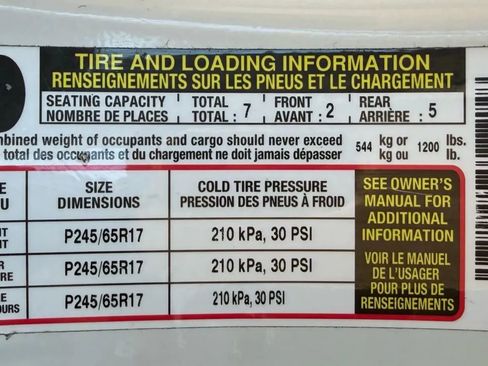 TIRE AND LOADING INFORMATION
RENSEIGNEMENTS SUR LES PNEUS ET LE CHARGEMENT
SEATING CAPACITY TOTAL FRONT REAR
NOMBRE DE PLACES TOTAL : 7 AVANT : 2 ARRIÈRE : 5
mbined weight of occupants and cargo should never exceed 544 kg or 1200 lbs.
total des occupants et du chargement ne doit jamais dépasser kg ou lb.
SIZE COLD TIRE PRESSURE
DIMENSIONS PRESSION DES PNEUS À FROID
P245/65R17 210 kPa, 30 PSI
P245/65R17 210 kPa, 30 PSI
P245/65R17 210 kPa, 30 PSI
SEE OWNER'S
MANUAL FOR
ADDITIONAL
INFORMATION
VOIR LE MANUEL
DE L'USAGER
POUR PLUS DE
RENSEIGNEMENTS